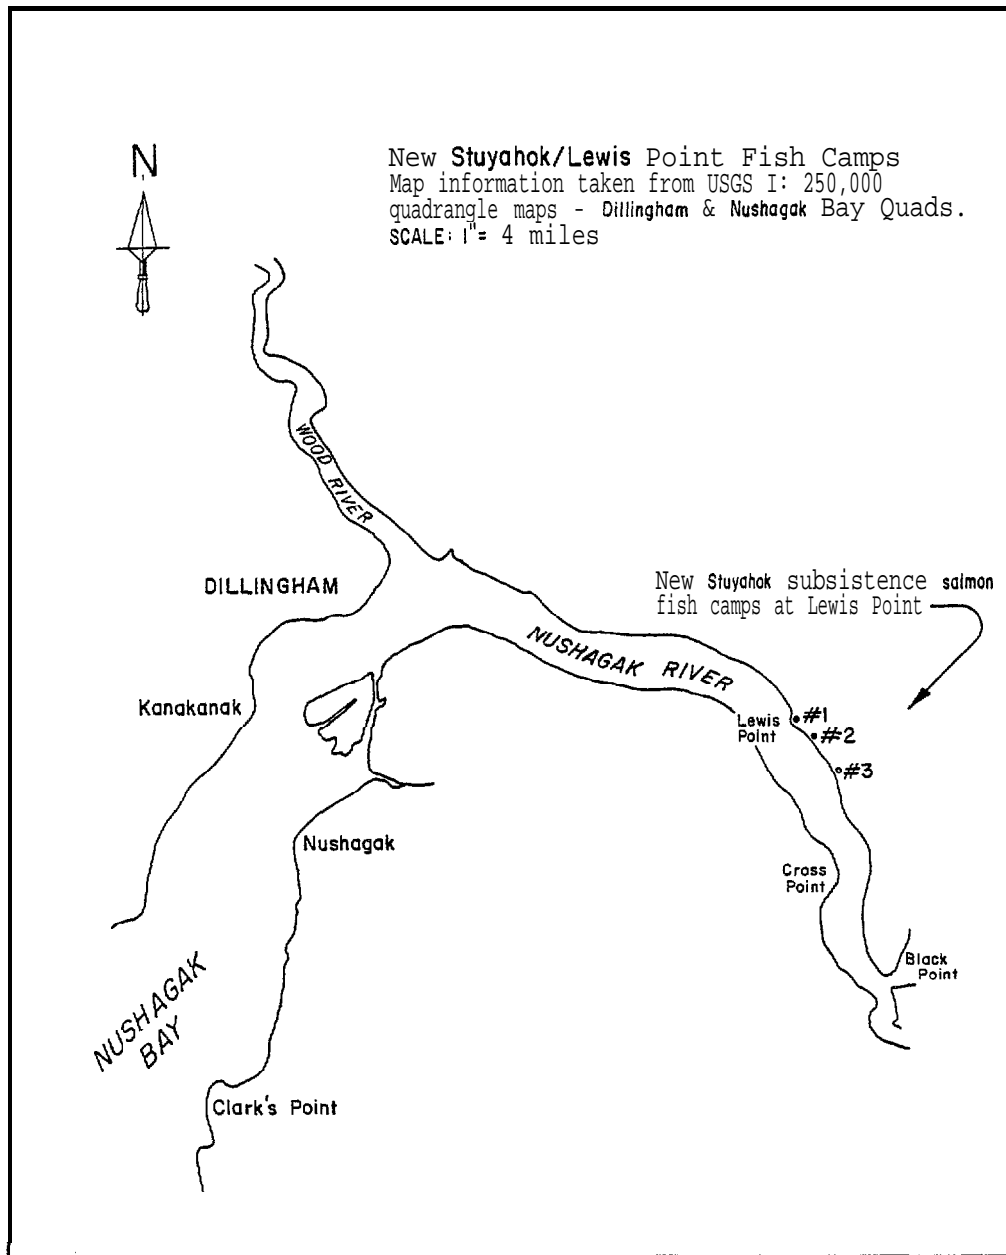 N
New Stuyahok/Lewis Point Fish Camps
Map information taken from USGS I: 250,000
quadrangle maps - Dillingham & Nushagak Bay Quads.
SCALE: 1"= 4 miles
WOOD RIVER
DILLINGHAM
New Stuyahok subsistence salmon
fish camps at Lewis Point
NUSHAGAK RIVER
Kanakanak
Lewis
Point
#1
#2
#3
Nushagak
Cross
Point
Black
Point
NUSHAGAK
BAY
Clark's Point